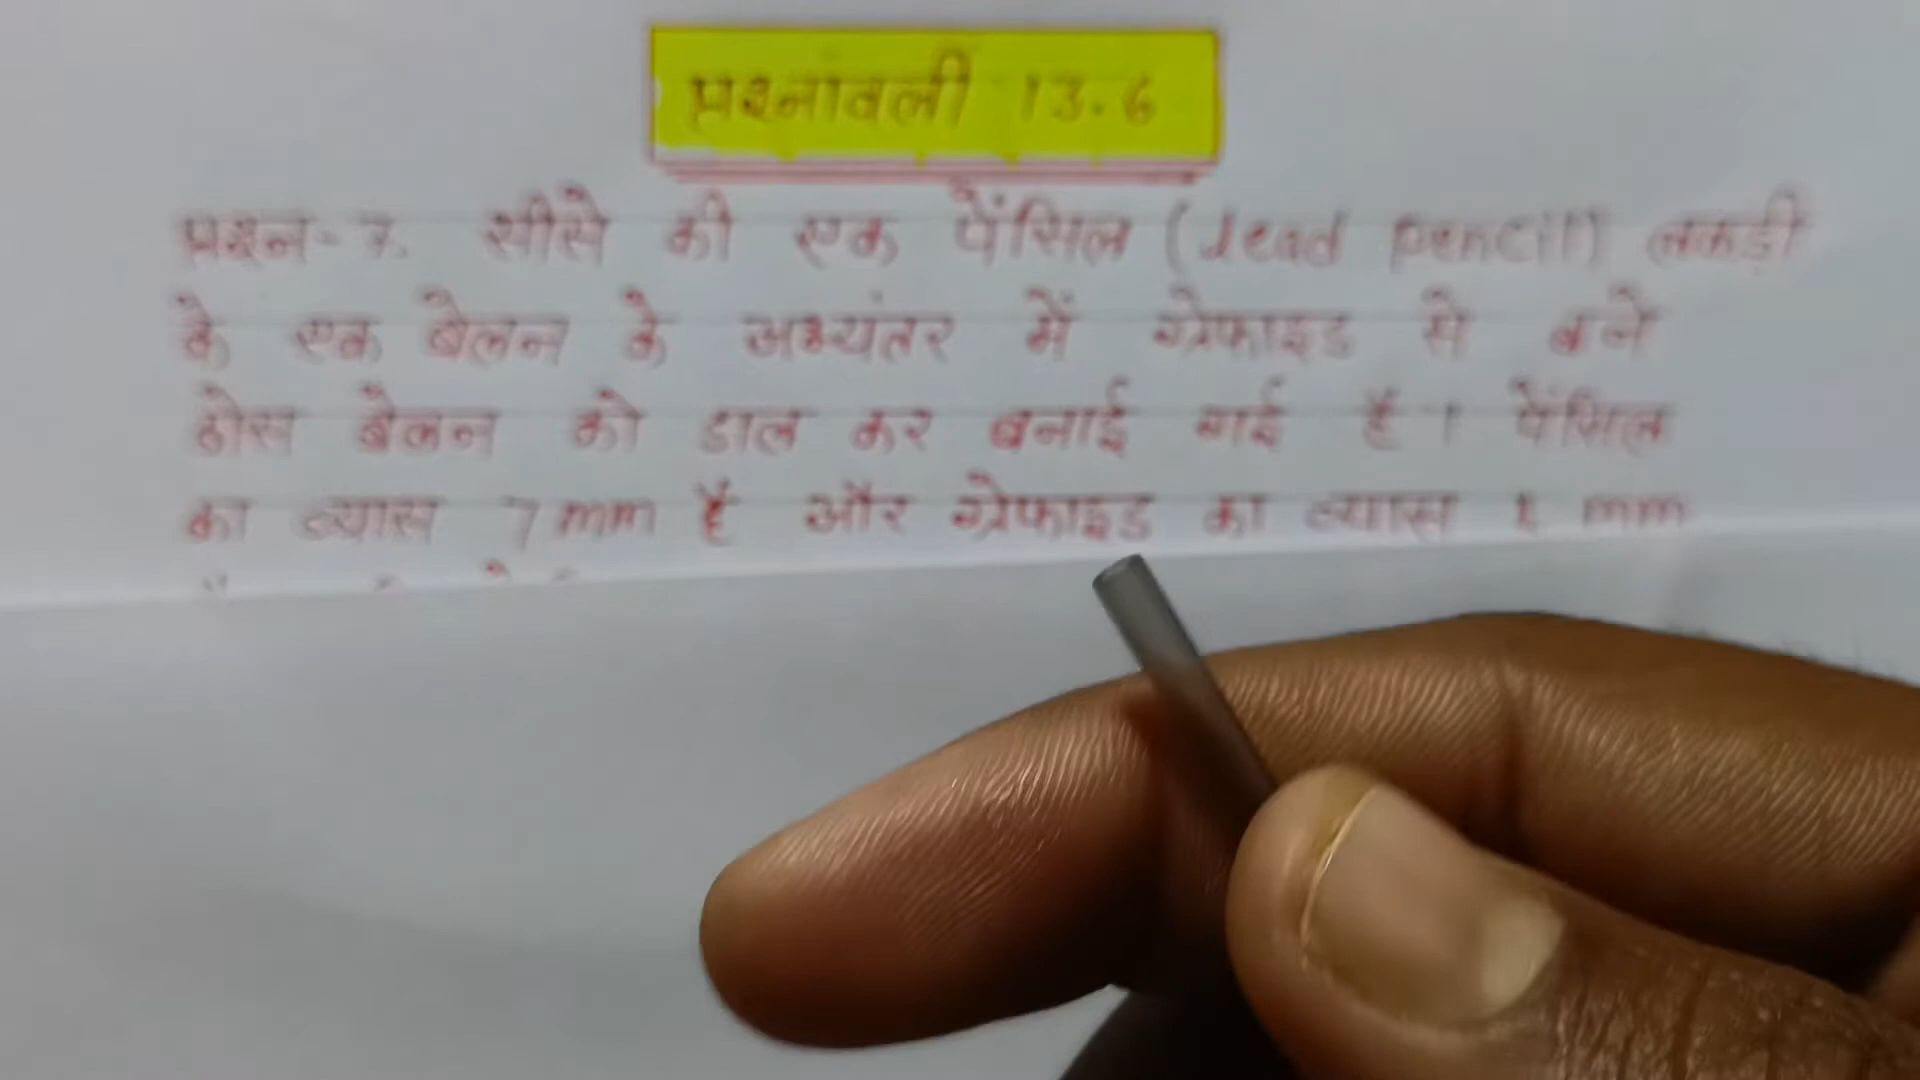 प्रश्नावली 13.6
प्रश्न-7. सीसे की एक पेंसिल (Lead pencil) लकडी
के एक बेलन के अभ्यंतर में ग्रेफाइड से बने
ठोस बेलन को डाल कर बनाई गई है। पेंसिल
का व्यास 7 mm है और ग्रेफाइड का व्यास 1 mm